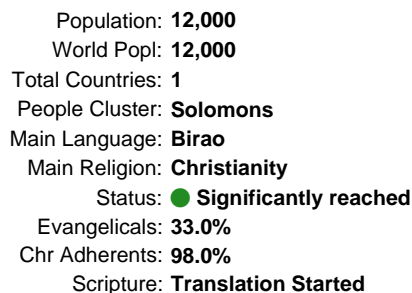 Population: 12,000
World Popl: 12,000
Total Countries: 1
People Cluster: Solomons
Main Language: Birao
Main Religion: Christianity
Status: Significantly reached
Evangelicals: 33.0%
Chr Adherents: 98.0%
Scripture: Translation Started